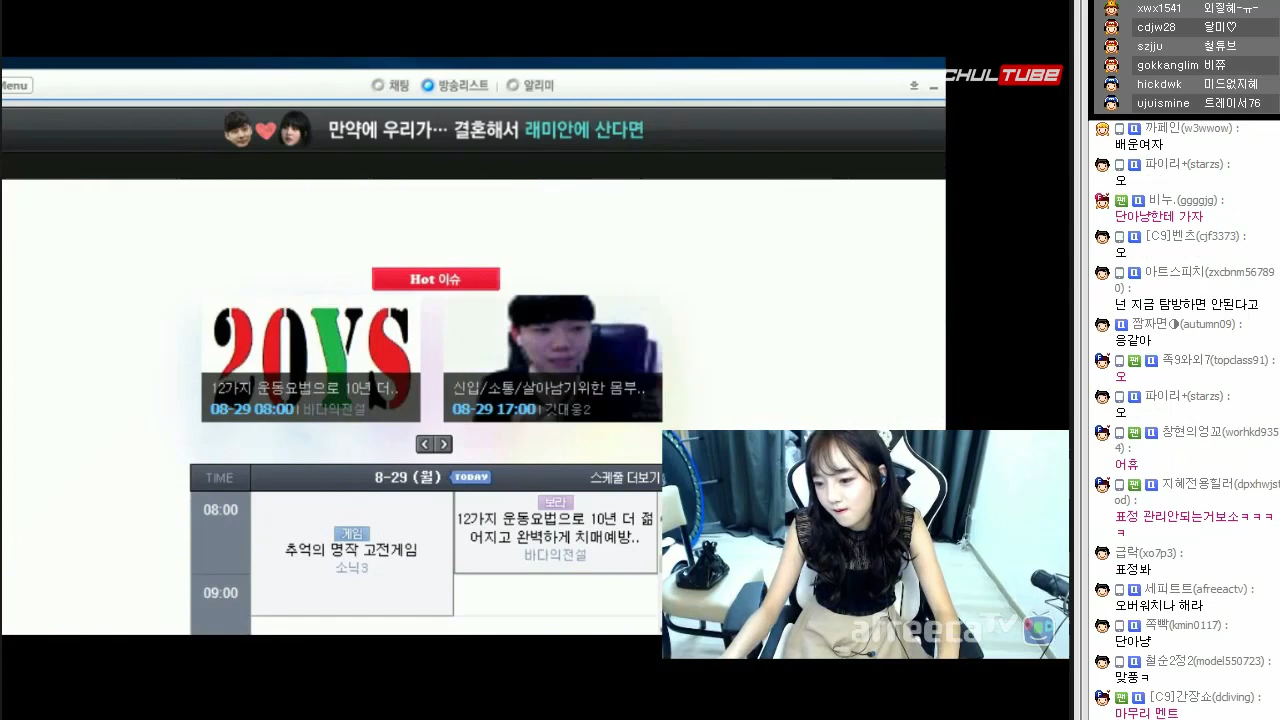 Menu
채팅
방송리스트
알리미
CHULTUBE
만약에 우리가… 결혼해서 래미안에 산다면
Hot 이슈
20YS
12가지 운동요법으로 10년 더..
08-29 08:00 | 바다의전설
신입/소통/살아남기위한 몸부..
08-29 17:00 | 깃대웅2
TIME
8-29 (월) TODAY
스케줄 더보기
08:00
게임
추억의 명작 고전게임
소닉3
보라
12가지 운동요법으로 10년 더 젊
어지고 완벽하게 치매예방..
바다의전설
09:00
afreecaTV
xwx1541 외질혜-ㅠ-
cdjw28 달미♡
szjju 철튜브
gokkanglim 비쮸
hickdwk 미드없지혜
ujusmine 트레이서76
까페인(w3wwow) :
배운여자
파이리+(starzs) :
오
비누.(ggggjg) :
단아냥한테 가자
[C9]벤츠(cjf3373) :
오
아트스피치(zxcbnm56789
0) :
넌 지금 탐방하면 안된다고
짬짜면◑(autumn09) :
응같아
족9와외7(topclass91) :
오
파이리+(starzs) :
오
창현의엉꼬(worhkd935
4) :
어휴
지혜전용힐러(dpxhwjst
od) :
표정 관리안되는거보소ㅋㅋㅋ
ㅋ
급락(xo7p3) :
표정봐
세피트트(afreeactv) :
오버워치나 해라
쪽빡(kmin0117) :
단아냥
철순2정2(model550723) :
맞풍ㅋ
[C9]간장쇼(ddiving) :
마무리 멘트